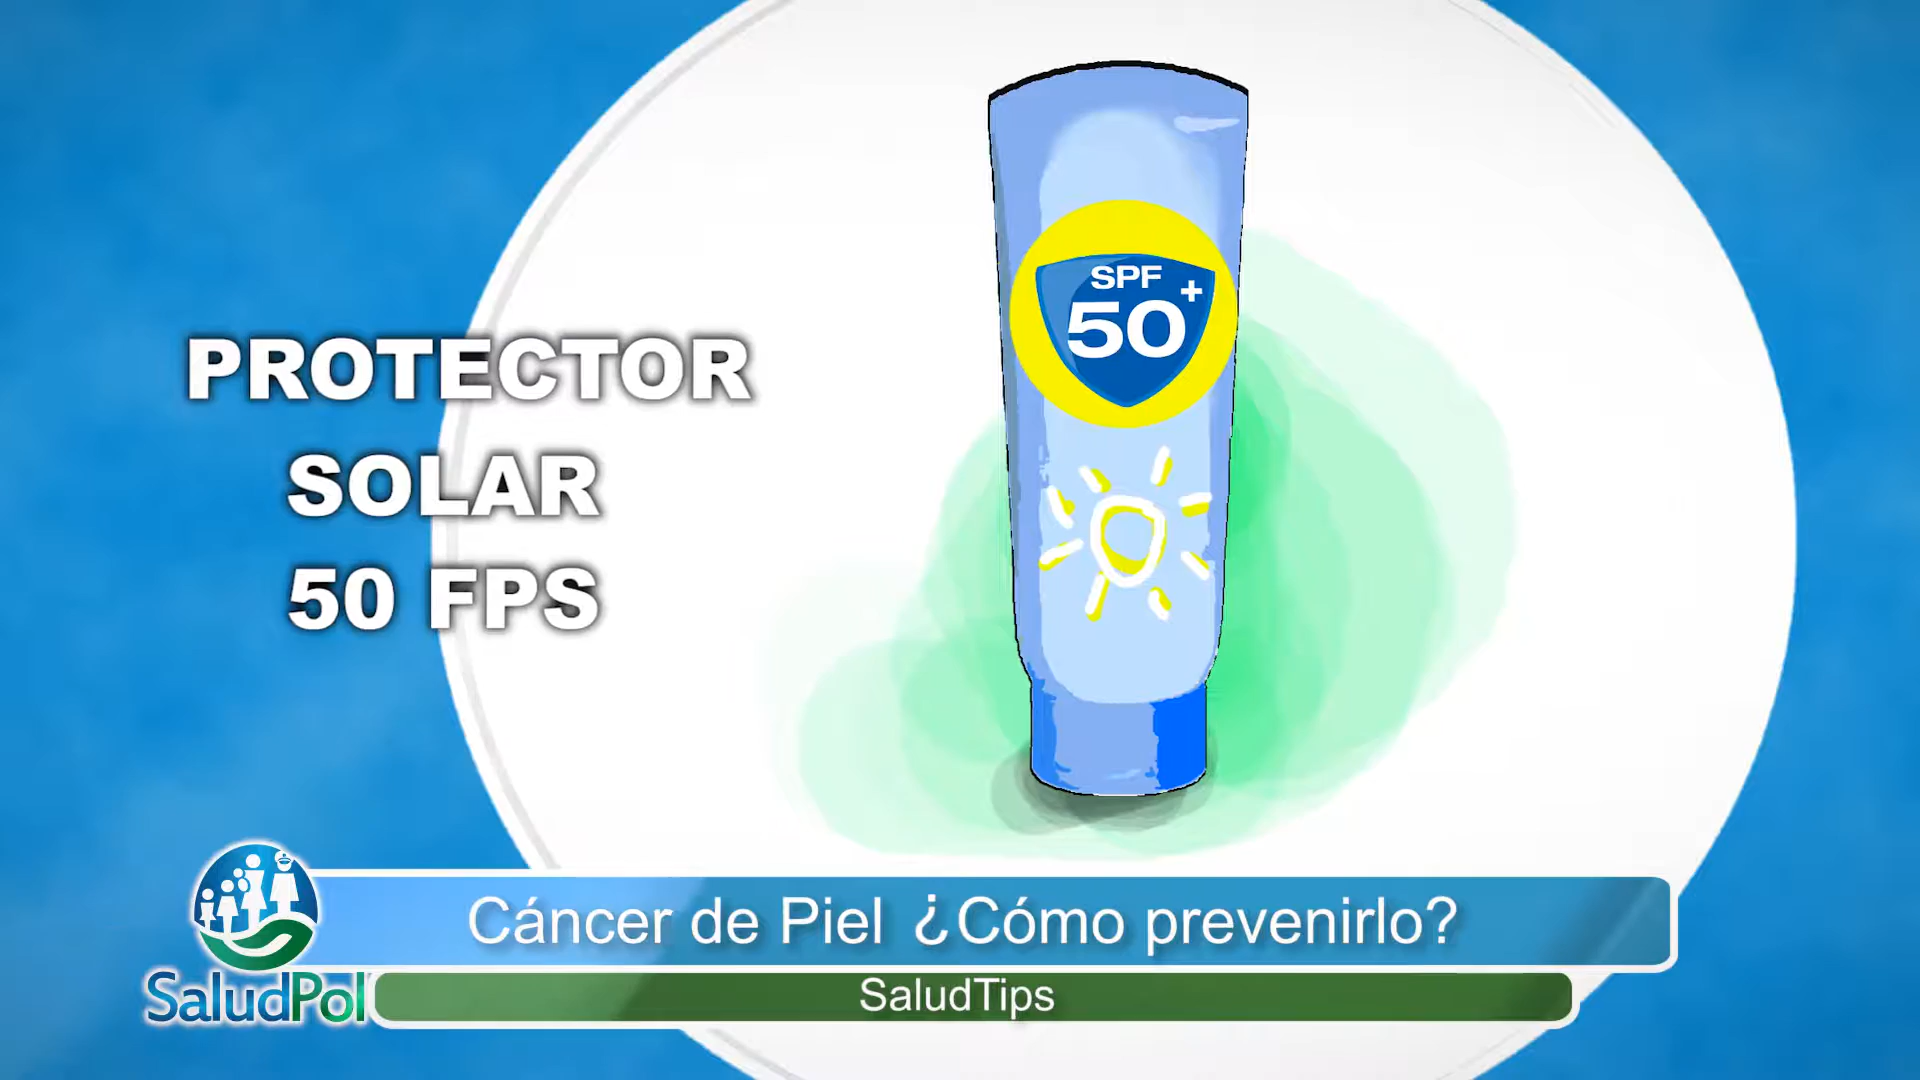 PROTECTOR
SOLAR
50 FPS
SPF
50+
Cáncer de Piel ¿Cómo prevenirlo?
SaludPol
SaludTips